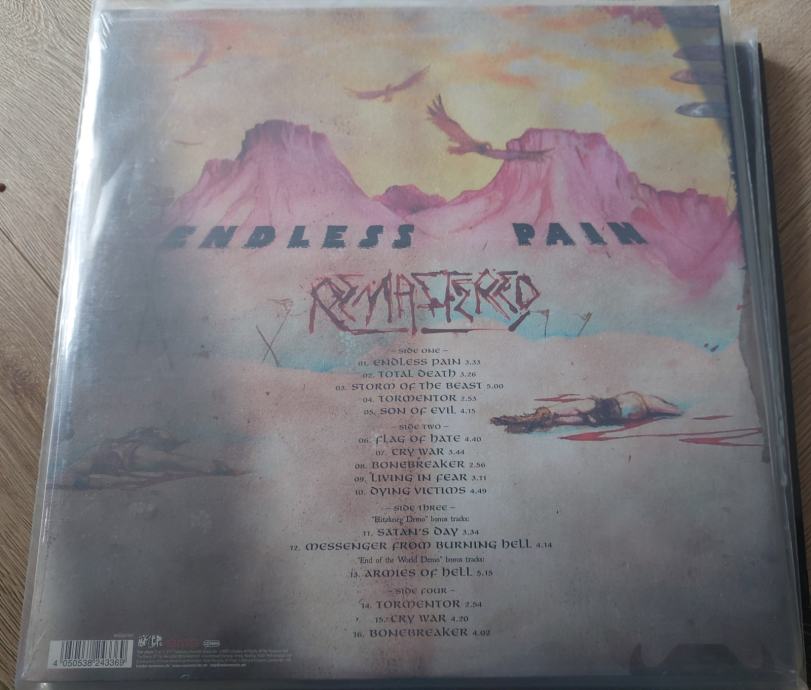 ENDLESS PAIN
REMASTERED
– SIDE ONE –
01. ENDLESS PAIN 3.33
02. TOTAL DEATH 3.26
03. STORM OF THE BEAST 5.00
04. TORMENTOR 2.53
05. SON OF EVIL 4.15
– SIDE TWO –
06. FLAG OF HATE 4.40
07. CRY WAR 3.44
08. BONEBREAKER 2.56
09. LIVING IN FEAR 3.11
10. DYING VICTIMS 4.49
– SIDE THREE –
"Blitzkrieg Demo" bonus tracks:
11. SATAN'S DAY 3.34
12. MESSENGER FROM BURNING HELL 4.14
"End of the World Demo" bonus tracks:
13. ARMIES OF HELL 5.15
– SIDE FOUR –
14. TORMENTOR 2.54
15. CRY WAR 4.20
16. BONEBREAKER 4.02
4 050538 243369